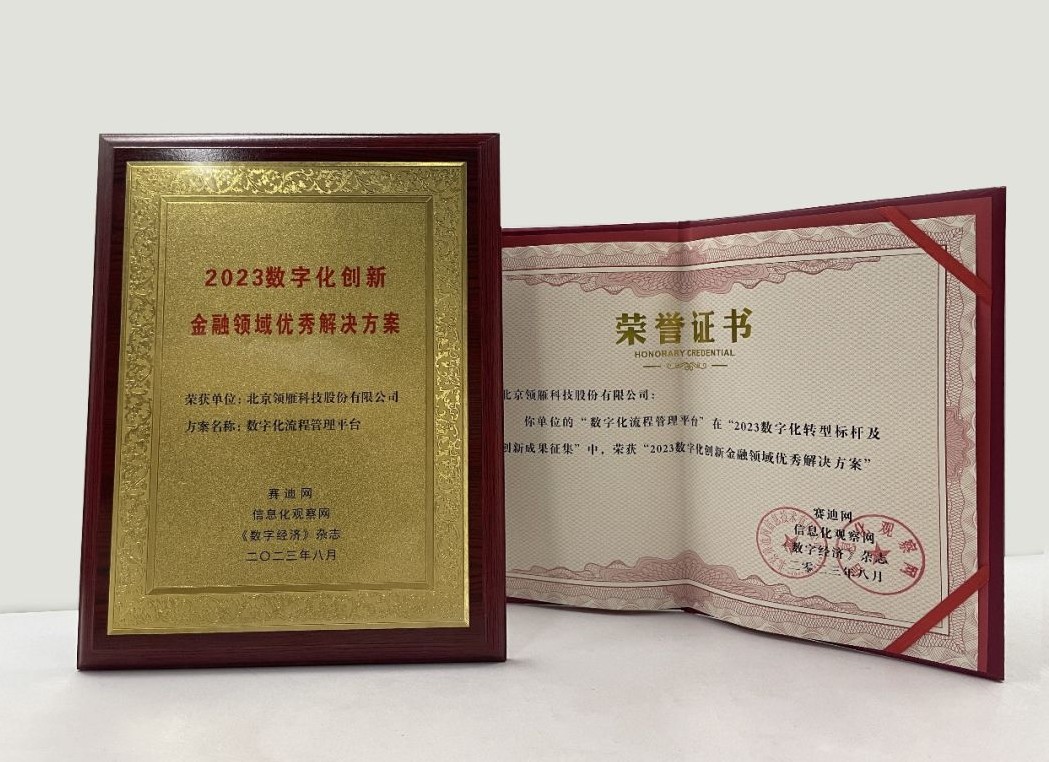 2023数字化创新
金融领域优秀解决方案
荣获单位：北京领雁科技股份有限公司
方案名称：数字化流程管理平台
赛迪网
信息化观察网
《数字经济》杂志
二〇二三年八月
荣誉证书
HONORARY CREDENTIAL
北京领雁科技股份有限公司：
你单位的“数字化流程管理平台”在“2023数字化转型标杆及
创新成果征集”中，荣获“2023数字化创新金融领域优秀解决方案”
赛迪网
信息化观察网
数字经济》杂志
二零二三年八月